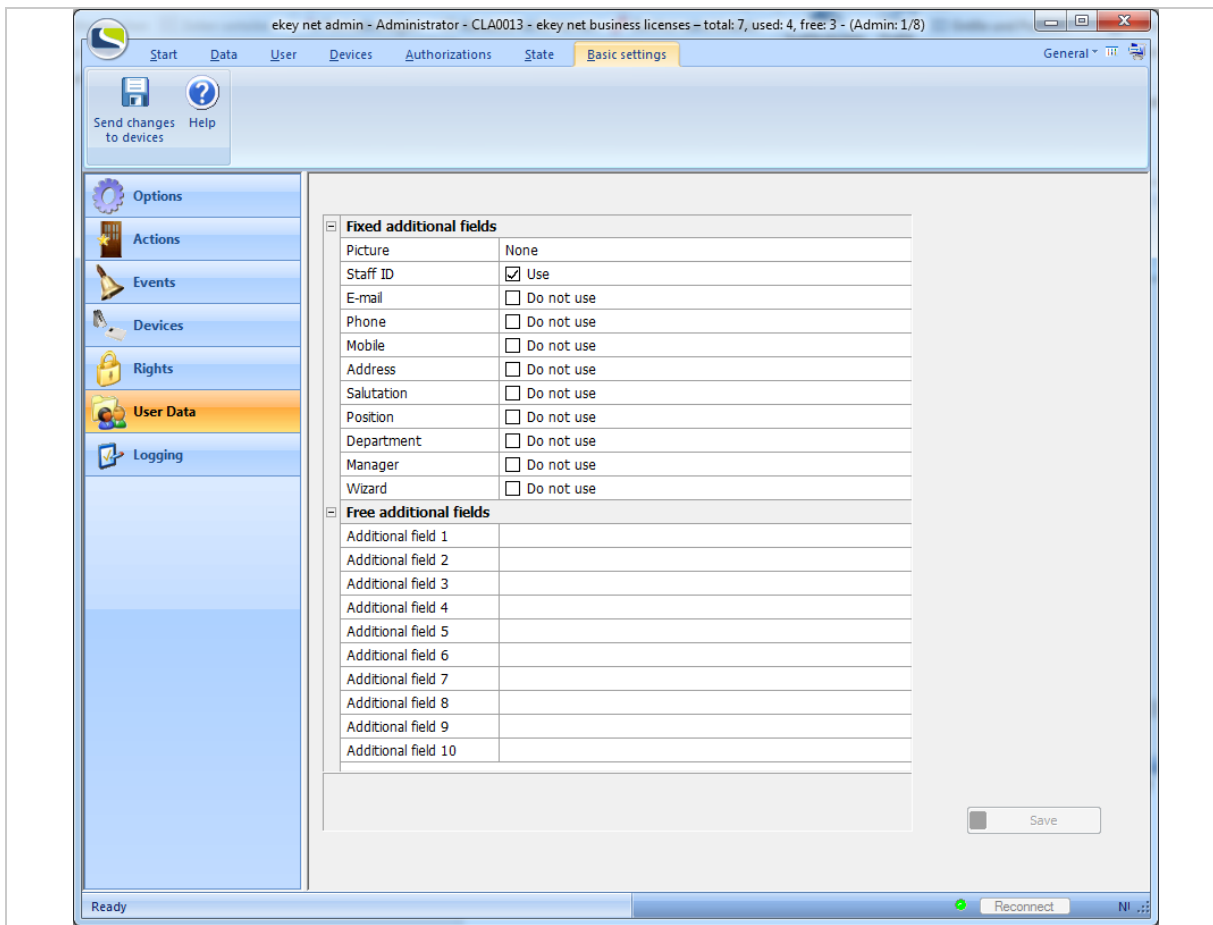 ekey net admin - Administrator - CLA0013 - ekey net business licenses – total: 7, used: 4, free: 3 - (Admin: 1/8)
Start Data User Devices Authorizations State Basic settings General
Send changes to devices Help
Options
Actions
Events
Devices
Rights
User Data
Logging
Fixed additional fields
Picture None
Staff ID Use
E-mail Do not use
Phone Do not use
Mobile Do not use
Address Do not use
Salutation Do not use
Position Do not use
Department Do not use
Manager Do not use
Wizard Do not use
Free additional fields
Additional field 1
Additional field 2
Additional field 3
Additional field 4
Additional field 5
Additional field 6
Additional field 7
Additional field 8
Additional field 9
Additional field 10
Save
Ready Reconnect